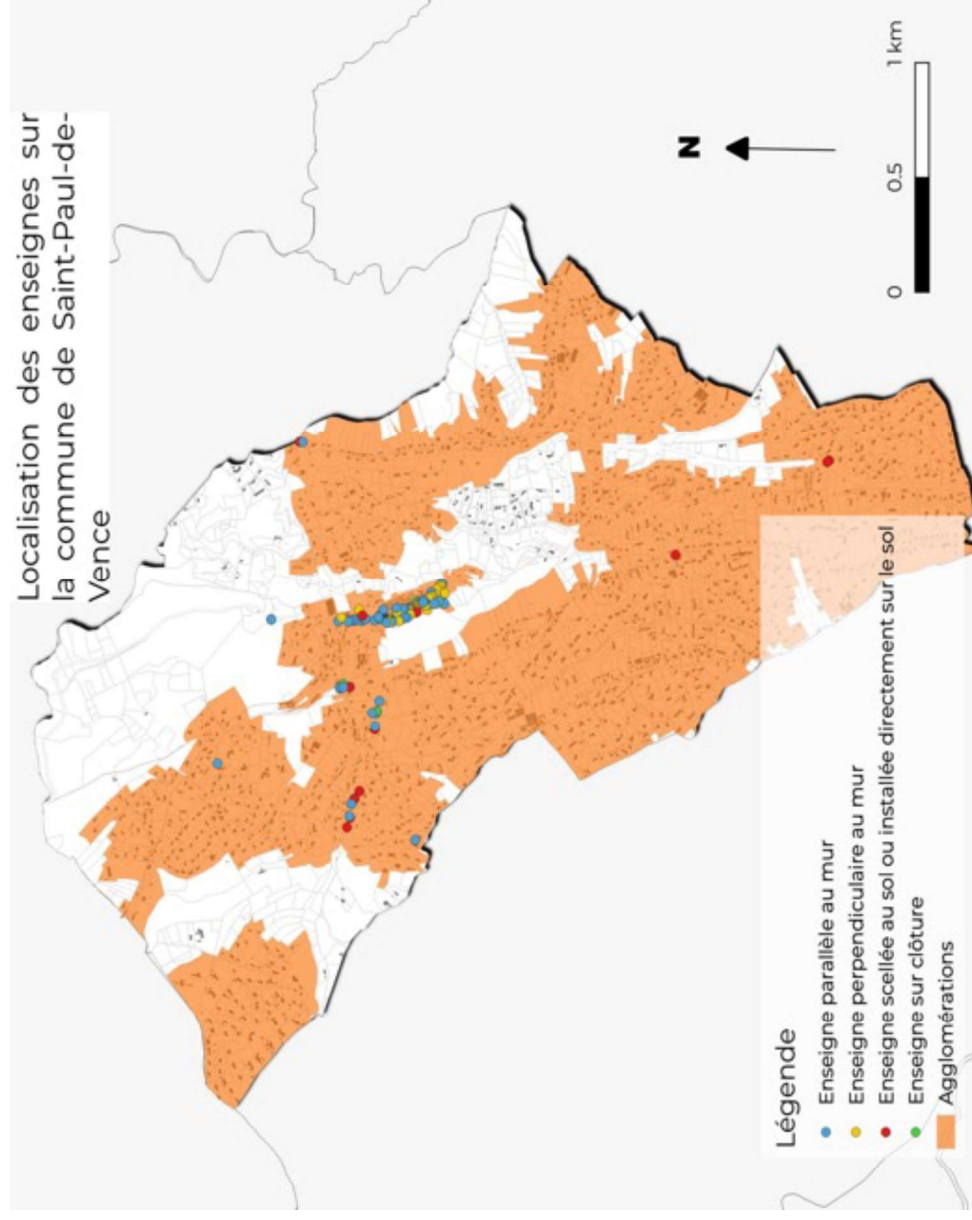 Localisation des enseignes sur
la commune de Saint-Paul-de-
Vence
N
0 0.5 1 km
Légende
Enseigne parallèle au mur
Enseigne perpendiculaire au mur
Enseigne scellée au sol ou installée directement sur le sol
Enseigne sur clôture
Agglomérations